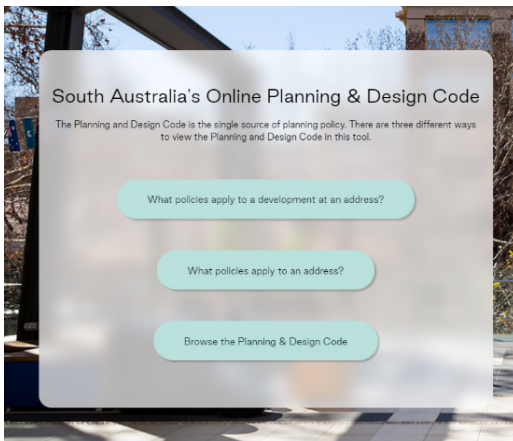 South Australia's Online Planning & Design Code
The Planning and Design Code is the single source of planning policy. There are three different ways
to view the Planning and Design Code in this tool.
What policies apply to a development at an address?
What policies apply to an address?
Browse the Planning & Design Code